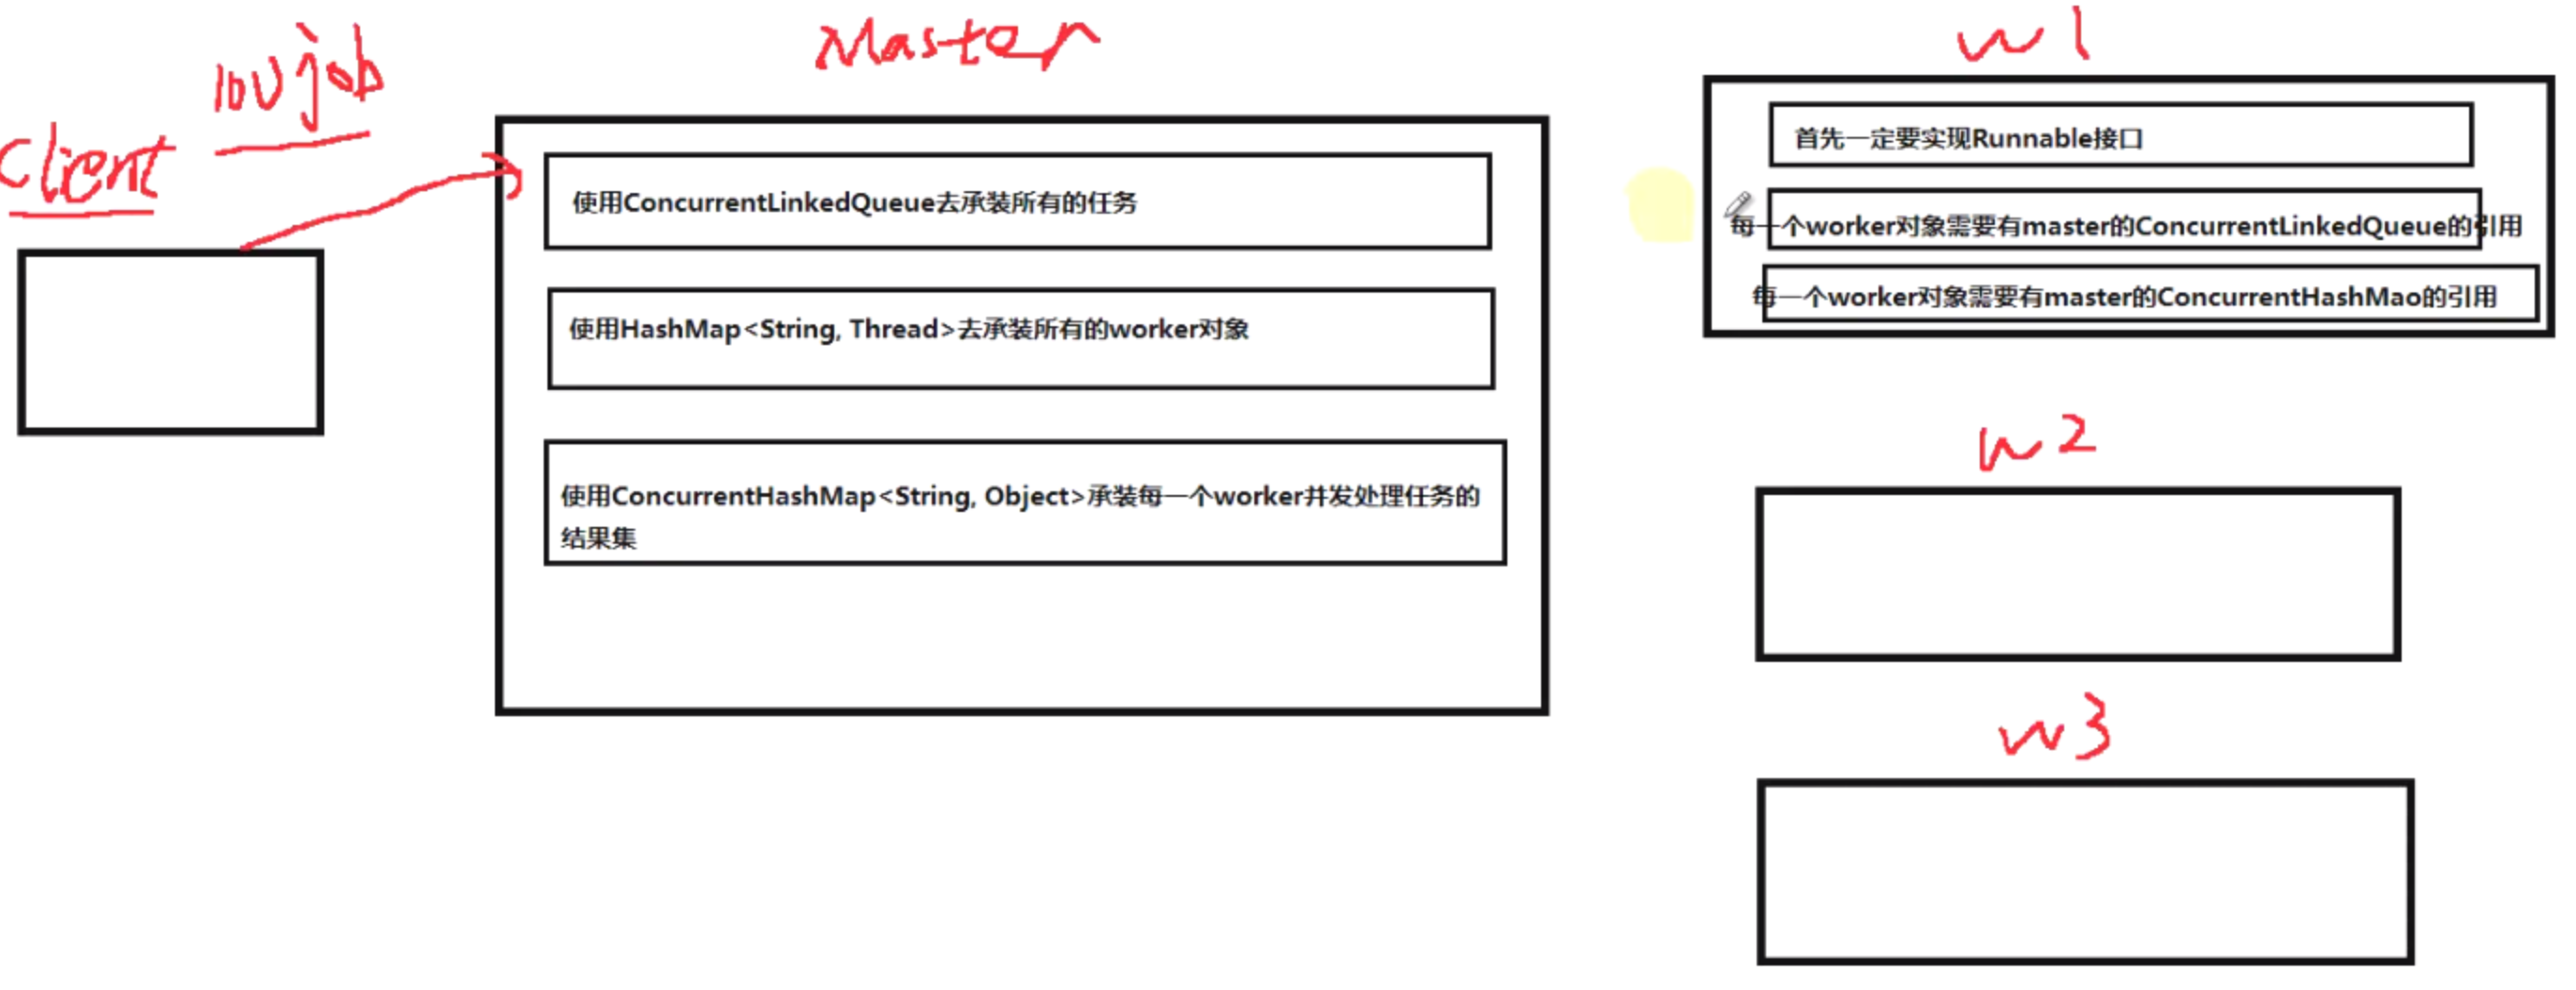 Client
100 job
Master
使用ConcurrentLinkedQueue去承装所有的任务
使用HashMap<String, Thread>去承装所有的worker对象
使用ConcurrentHashMap<String, Object>承装每一个worker并发处理任务的
结果集
w1
首先一定要实现Runnable接口
每一个worker对象需要有master的ConcurrentLinkedQueue的引用
每一个worker对象需要有master的ConcurrentHashMao的引用
w2
w3